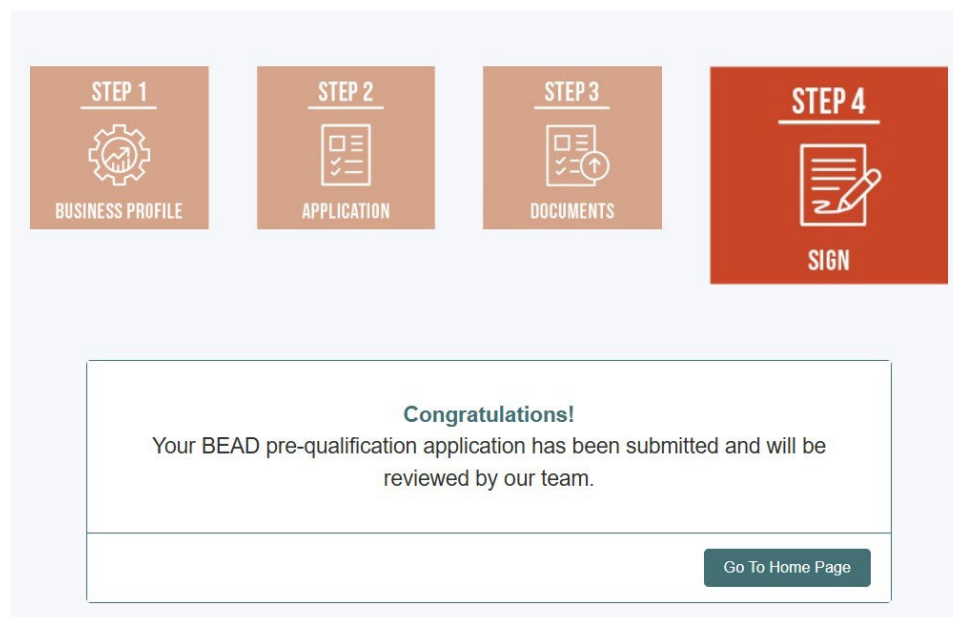 STEP 1
BUSINESS PROFILE
STEP 2
APPLICATION
STEP 3
DOCUMENTS
STEP 4
SIGN
Congratulations!
Your BEAD pre-qualification application has been submitted and will be
reviewed by our team.
Go To Home Page